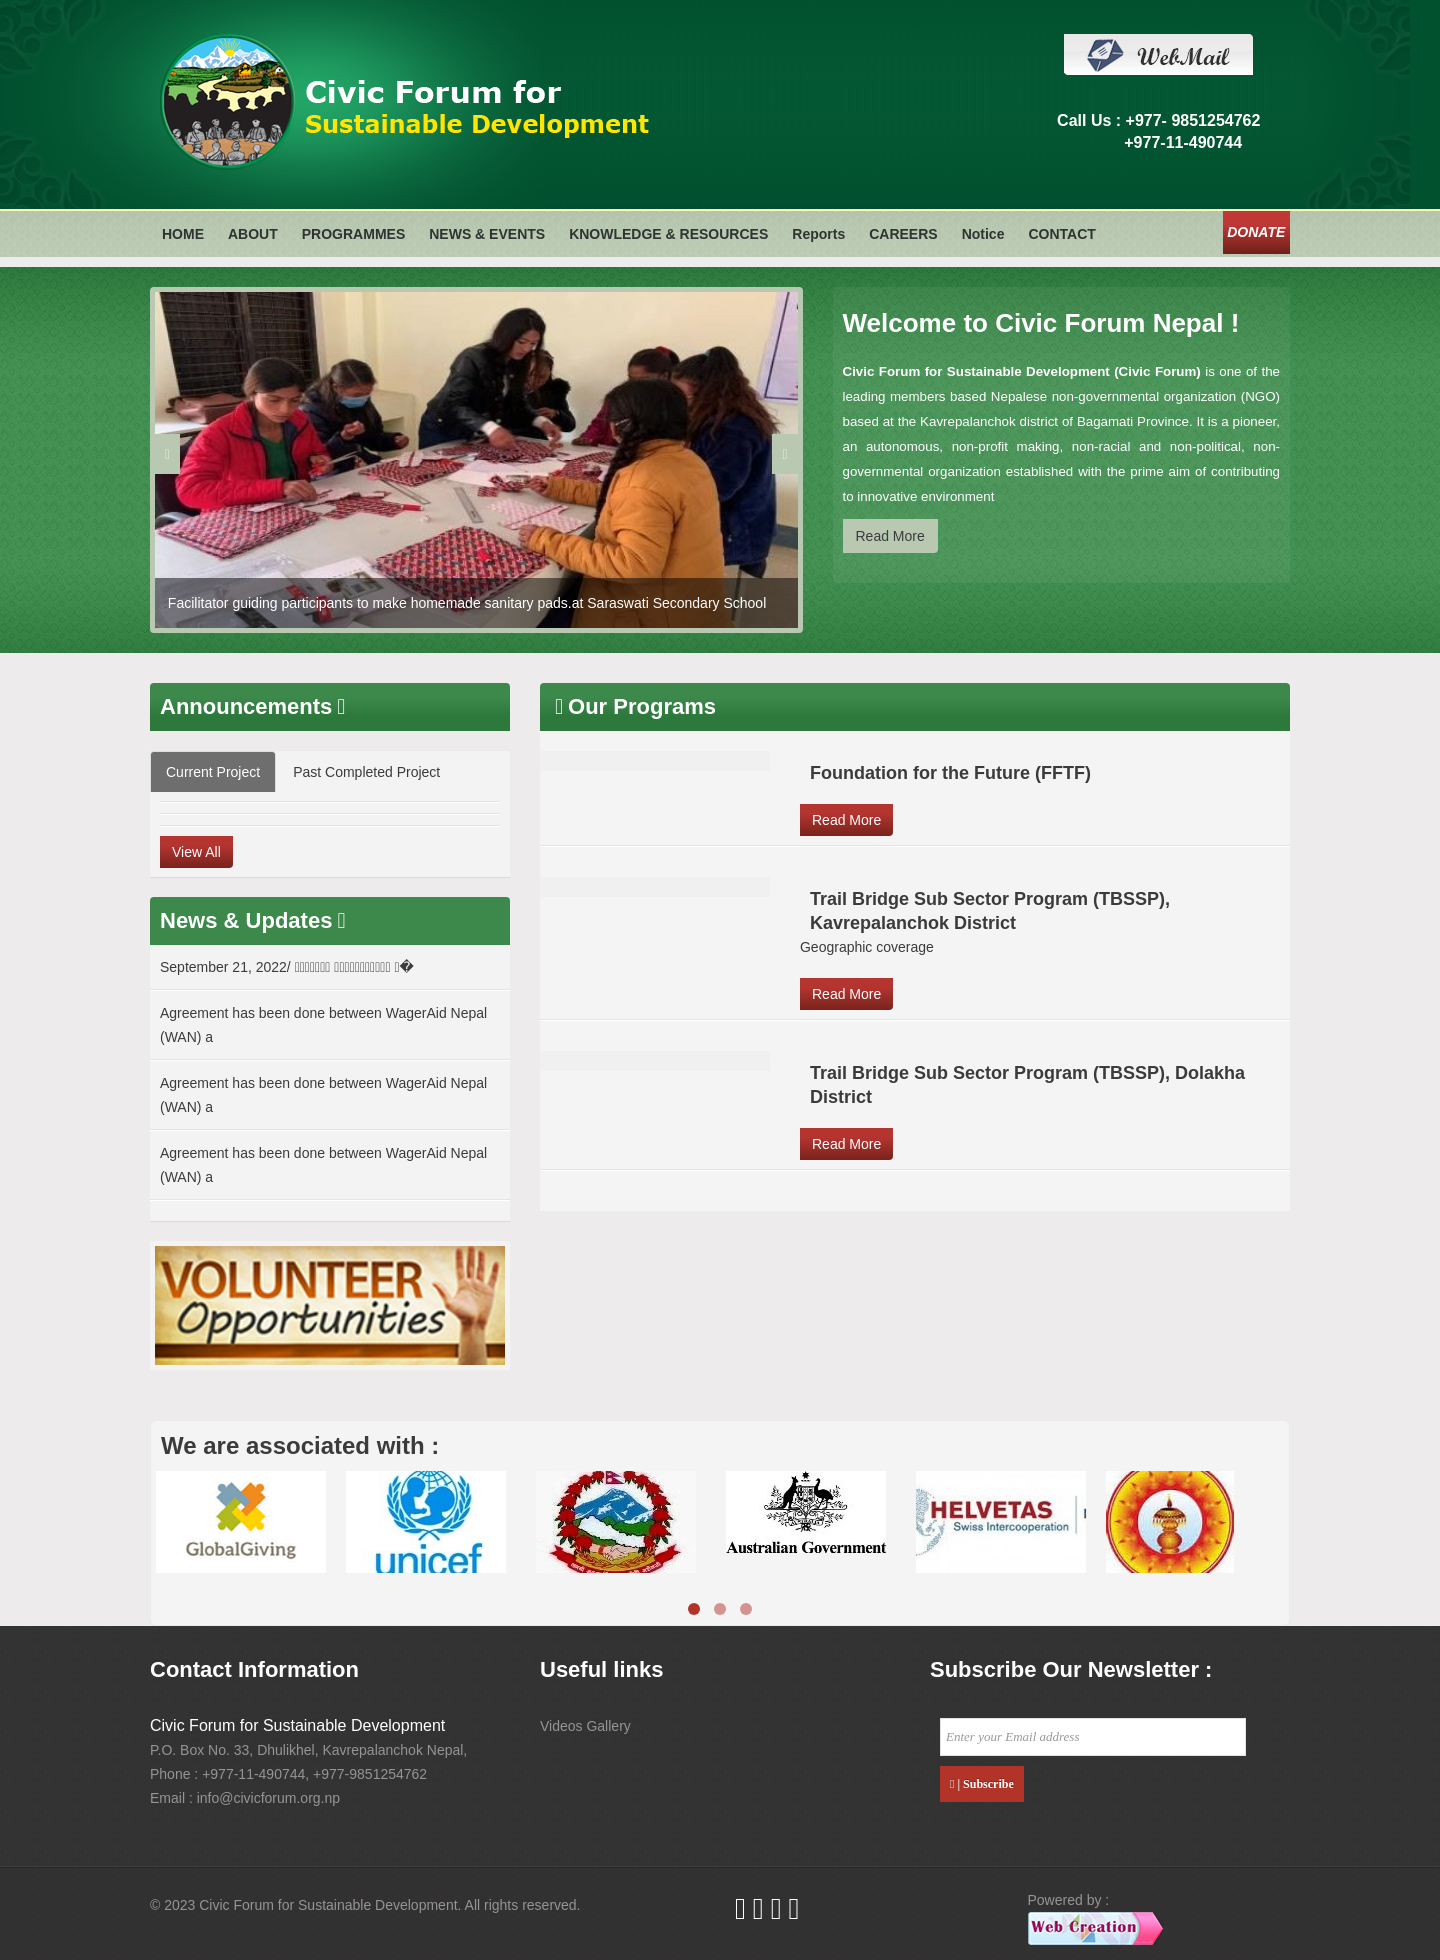 Civic Forum for
Sustainable Development
WebMail
Call Us : +977- 9851254762
+977-11-490744
HOME ABOUT PROGRAMMES NEWS & EVENTS KNOWLEDGE & RESOURCES Reports CAREERS Notice CONTACT DONATE
Facilitator guiding participants to make homemade sanitary pads.at Saraswati Secondary School
Welcome to Civic Forum Nepal !
Civic Forum for Sustainable Development (Civic Forum) is one of the
leading members based Nepalese non-governmental organization (NGO)
based at the Kavrepalanchok district of Bagamati Province. It is a pioneer,
an autonomous, non-profit making, non-racial and non-political, non-
governmental organization established with the prime aim of contributing
to innovative environment
Read More
Announcements
Current Project Past Completed Project
View All
News & Updates
September 21, 2022/
Agreement has been done between WagerAid Nepal
(WAN) a
Agreement has been done between WagerAid Nepal
(WAN) a
Agreement has been done between WagerAid Nepal
(WAN) a
VOLUNTEER
Opportunities
Our Programs
Foundation for the Future (FFTF)
Read More
Trail Bridge Sub Sector Program (TBSSP),
Kavrepalanchok District
Geographic coverage
Read More
Trail Bridge Sub Sector Program (TBSSP), Dolakha
District
Read More
We are associated with :
GlobalGiving
unicef
Australian Government
HELVETAS
Swiss Intercooperation
Contact Information
Civic Forum for Sustainable Development
P.O. Box No. 33, Dhulikhel, Kavrepalanchok Nepal,
Phone : +977-11-490744, +977-9851254762
Email : info@civicforum.org.np
Useful links
Videos Gallery
Subscribe Our Newsletter :
Enter your Email address
| Subscribe
© 2023 Civic Forum for Sustainable Development. All rights reserved.
Powered by :
Web Creation